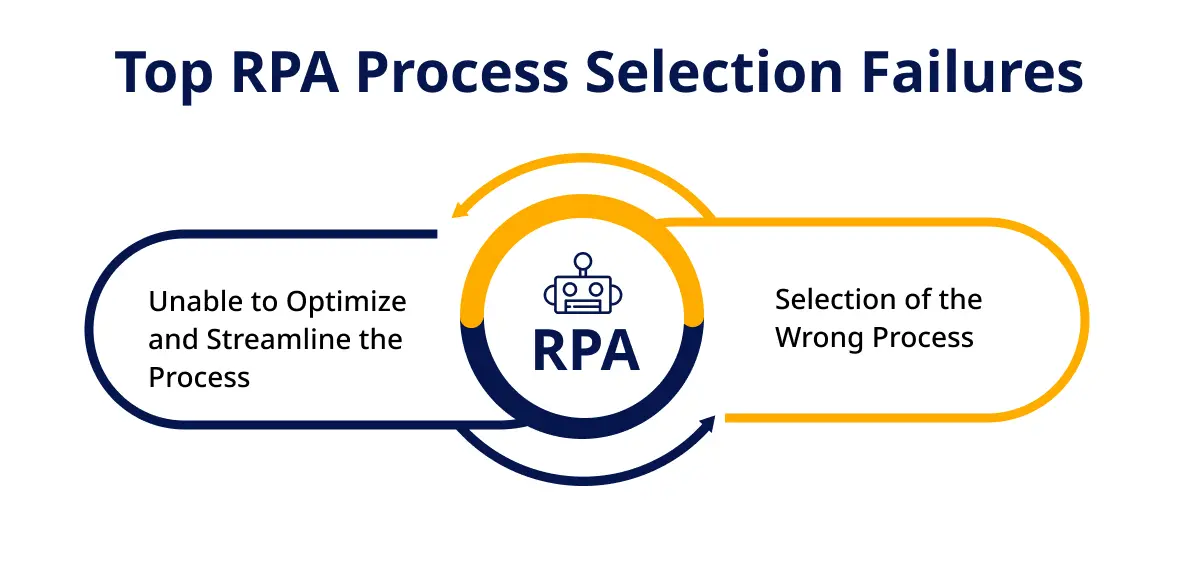 Top RPA Process Selection Failures
Unable to Optimize
and Streamline the
Process
RPA
Selection of the
Wrong Process